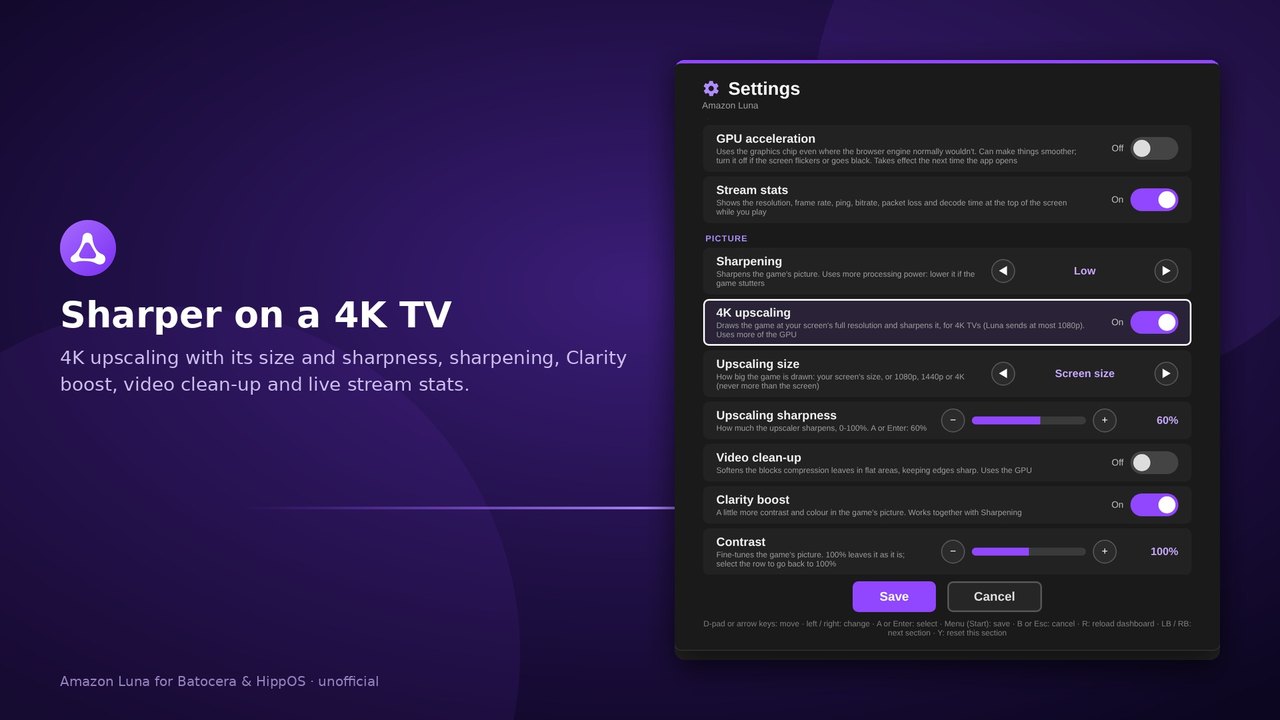 Sharper on a 4K TV
4K upscaling with its size and sharpness, sharpening, Clarity
boost, video clean-up and live stream stats.
Amazon Luna for Batocera & HippOS · unofficial
Settings
Amazon Luna
GPU acceleration
Uses the graphics chip even where the browser engine normally wouldn't. Can make things smoother;
turn it off if the screen flickers or goes black. Takes effect the next time the app opens
Off
Stream stats
Shows the resolution, frame rate, ping, bitrate, packet loss and decode time at the top of the screen
while you play
On
PICTURE
Sharpening
Sharpens the game's picture. Uses more processing power: lower it if the
game stutters
Low
4K upscaling
Draws the game at your screen's full resolution and sharpens it, for 4K TVs (Luna sends at most 1080p).
Uses more of the GPU
On
Upscaling size
How big the game is drawn: your screen's size, or 1080p, 1440p or 4K
(never more than the screen)
Screen size
Upscaling sharpness
How much the upscaler sharpens, 0-100%. A or Enter: 60%
− + 60%
Video clean-up
Softens the blocks compression leaves in flat areas, keeping edges sharp. Uses the GPU
Off
Clarity boost
A little more contrast and colour in the game's picture. Works together with Sharpening
On
Contrast
Fine-tunes the game's picture. 100% leaves it as it is;
select the row to go back to 100%
− + 100%
Save Cancel
D-pad or arrow keys: move · left / right: change · A or Enter: select · Menu (Start): save · B or Esc: cancel · R: reload dashboard · LB / RB:
next section · Y: reset this section